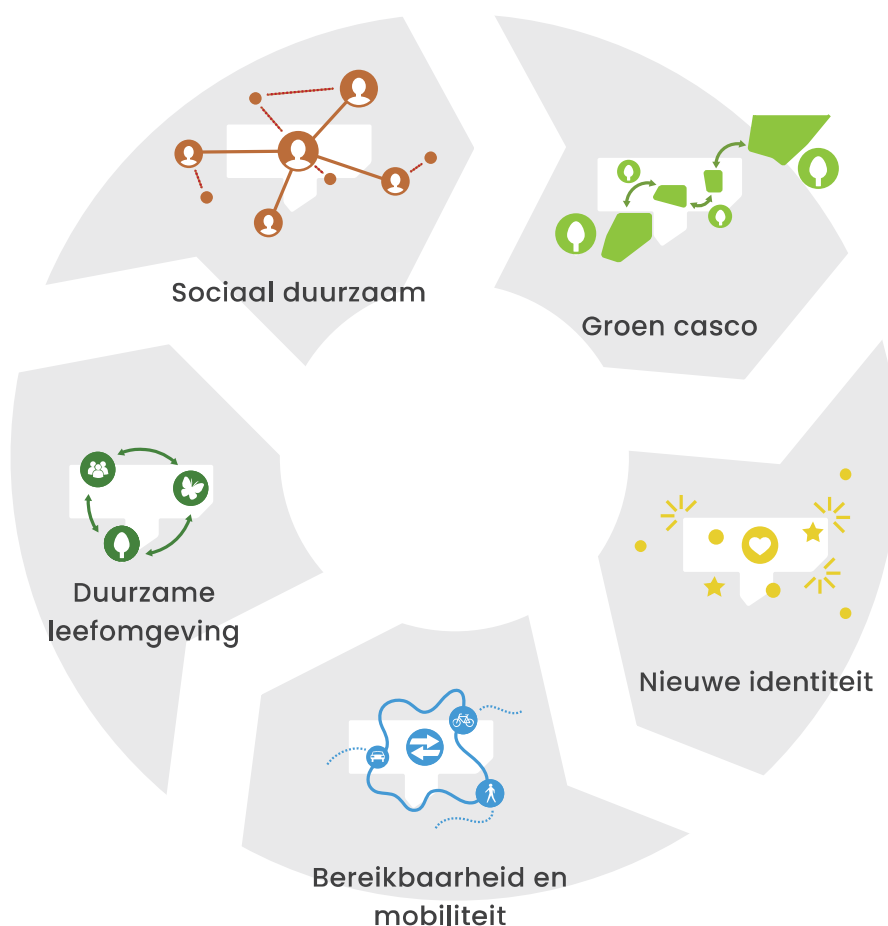 Sociaal duurzaam
Groen casco
Duurzame
leefomgeving
Nieuwe identiteit
Bereikbaarheid en
mobiliteit